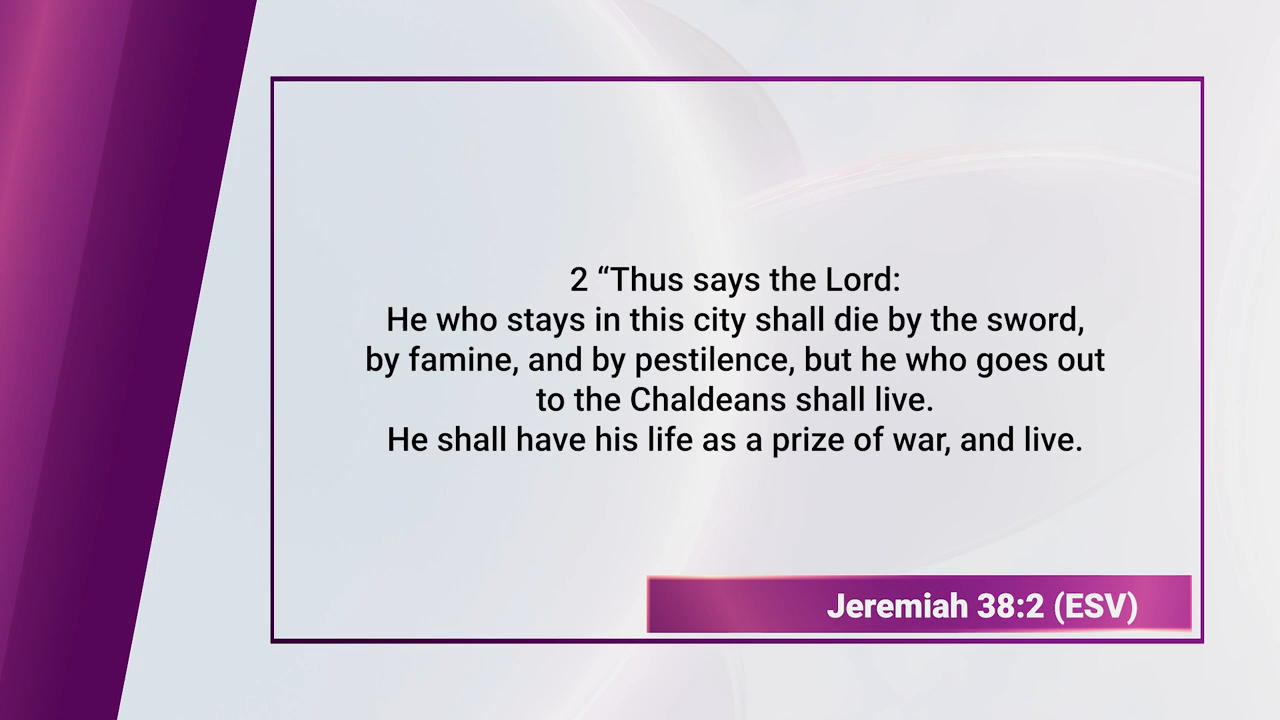 2 “Thus says the Lord:
He who stays in this city shall die by the sword,
by famine, and by pestilence, but he who goes out
to the Chaldeans shall live.
He shall have his life as a prize of war, and live.
Jeremiah 38:2 (ESV)